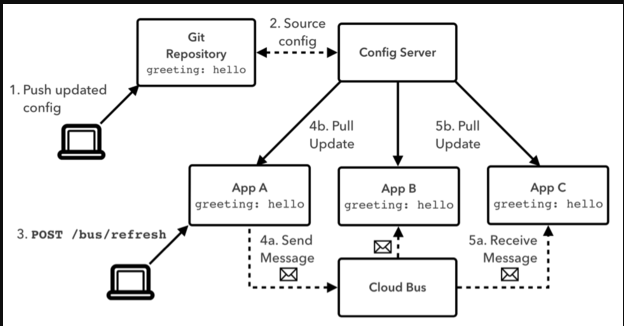 2. Source
config
Git
Repository
greeting: hello
Config Server
1. Push updated
config
4b. Pull
Update
5b. Pull
Update
App A
greeting: hello
App B
greeting: hello
App C
greeting: hello
3. POST /bus/refresh
4a. Send
Message
5a. Receive
Message
Cloud Bus